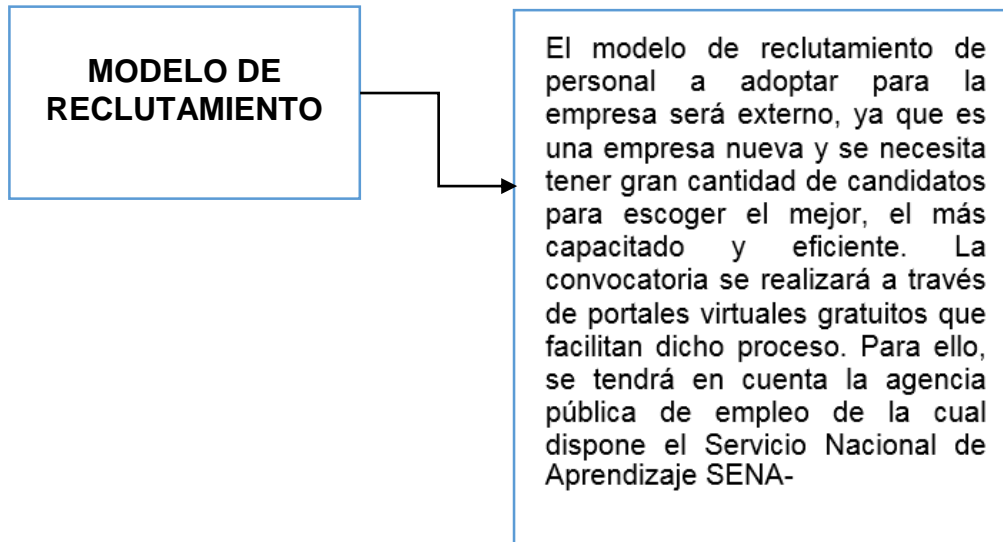 MODELO DE
RECLUTAMIENTO
El modelo de reclutamiento de
personal a adoptar para la
empresa será externo, ya que es
una empresa nueva y se necesita
tener gran cantidad de candidatos
para escoger el mejor, el más
capacitado y eficiente. La
convocatoria se realizará a través
de portales virtuales gratuitos que
facilitan dicho proceso. Para ello,
se tendrá en cuenta la agencia
pública de empleo de la cual
dispone el Servicio Nacional de
Aprendizaje SENA-